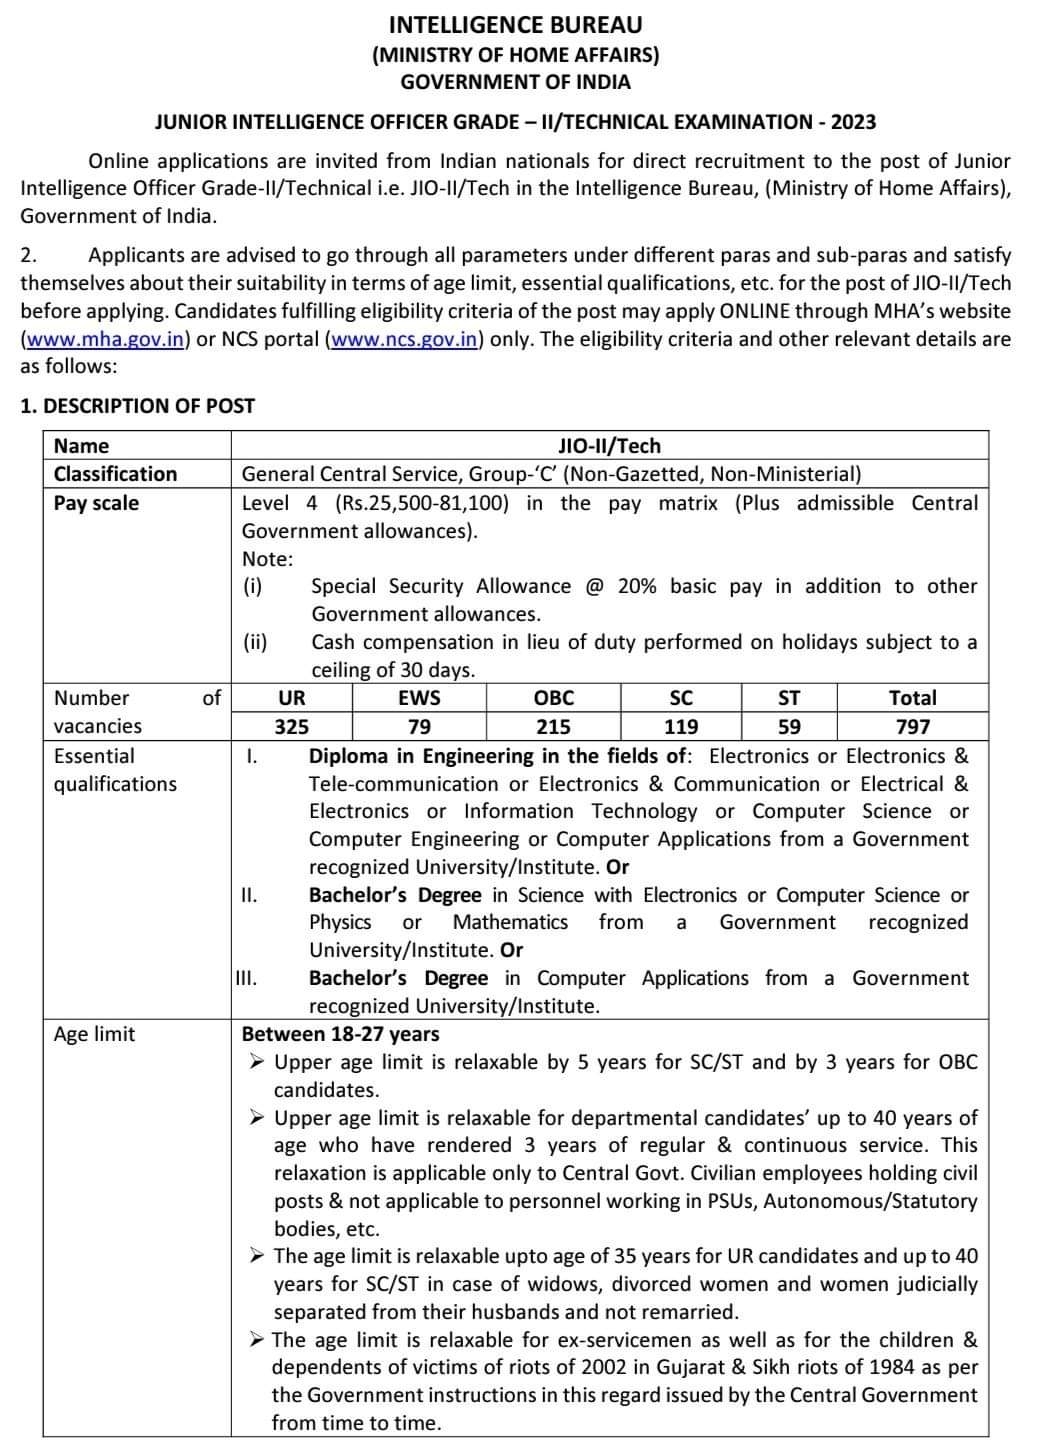 INTELLIGENCE BUREAU
(MINISTRY OF HOME AFFAIRS)
GOVERNMENT OF INDIA
JUNIOR INTELLIGENCE OFFICER GRADE – II/TECHNICAL EXAMINATION - 2023
Online applications are invited from Indian nationals for direct recruitment to the post of Junior
Intelligence Officer Grade-II/Technical i.e. JIO-II/Tech in the Intelligence Bureau, (Ministry of Home Affairs),
Government of India.
2. Applicants are advised to go through all parameters under different paras and sub-paras and satisfy
themselves about their suitability in terms of age limit, essential qualifications, etc. for the post of JIO-II/Tech
before applying. Candidates fulfilling eligibility criteria of the post may apply ONLINE through MHA’s website
(www.mha.gov.in) or NCS portal (www.ncs.gov.in) only. The eligibility criteria and other relevant details are
as follows:
1. DESCRIPTION OF POST
Name JIO-II/Tech
Classification General Central Service, Group-‘C’ (Non-Gazetted, Non-Ministerial)
Pay scale Level 4 (Rs.25,500-81,100) in the pay matrix (Plus admissible Central
Government allowances).
Note:
(i) Special Security Allowance @ 20% basic pay in addition to other
Government allowances.
(ii) Cash compensation in lieu of duty performed on holidays subject to a
ceiling of 30 days.
Number of UR EWS OBC SC ST Total
vacancies 325 79 215 119 59 797
Essential I. Diploma in Engineering in the fields of: Electronics or Electronics &
qualifications Tele-communication or Electronics & Communication or Electrical &
Electronics or Information Technology or Computer Science or
Computer Engineering or Computer Applications from a Government
recognized University/Institute. Or
II. Bachelor’s Degree in Science with Electronics or Computer Science or
Physics or Mathematics from a Government recognized
University/Institute. Or
III. Bachelor’s Degree in Computer Applications from a Government
recognized University/Institute.
Age limit Between 18-27 years
➢ Upper age limit is relaxable by 5 years for SC/ST and by 3 years for OBC
candidates.
➢ Upper age limit is relaxable for departmental candidates’ up to 40 years of
age who have rendered 3 years of regular & continuous service. This
relaxation is applicable only to Central Govt. Civilian employees holding civil
posts & not applicable to personnel working in PSUs, Autonomous/Statutory
bodies, etc.
➢ The age limit is relaxable upto age of 35 years for UR candidates and up to 40
years for SC/ST in case of widows, divorced women and women judicially
separated from their husbands and not remarried.
➢ The age limit is relaxable for ex-servicemen as well as for the children &
dependents of victims of riots of 2002 in Gujarat & Sikh riots of 1984 as per
the Government instructions in this regard issued by the Central Government
from time to time.